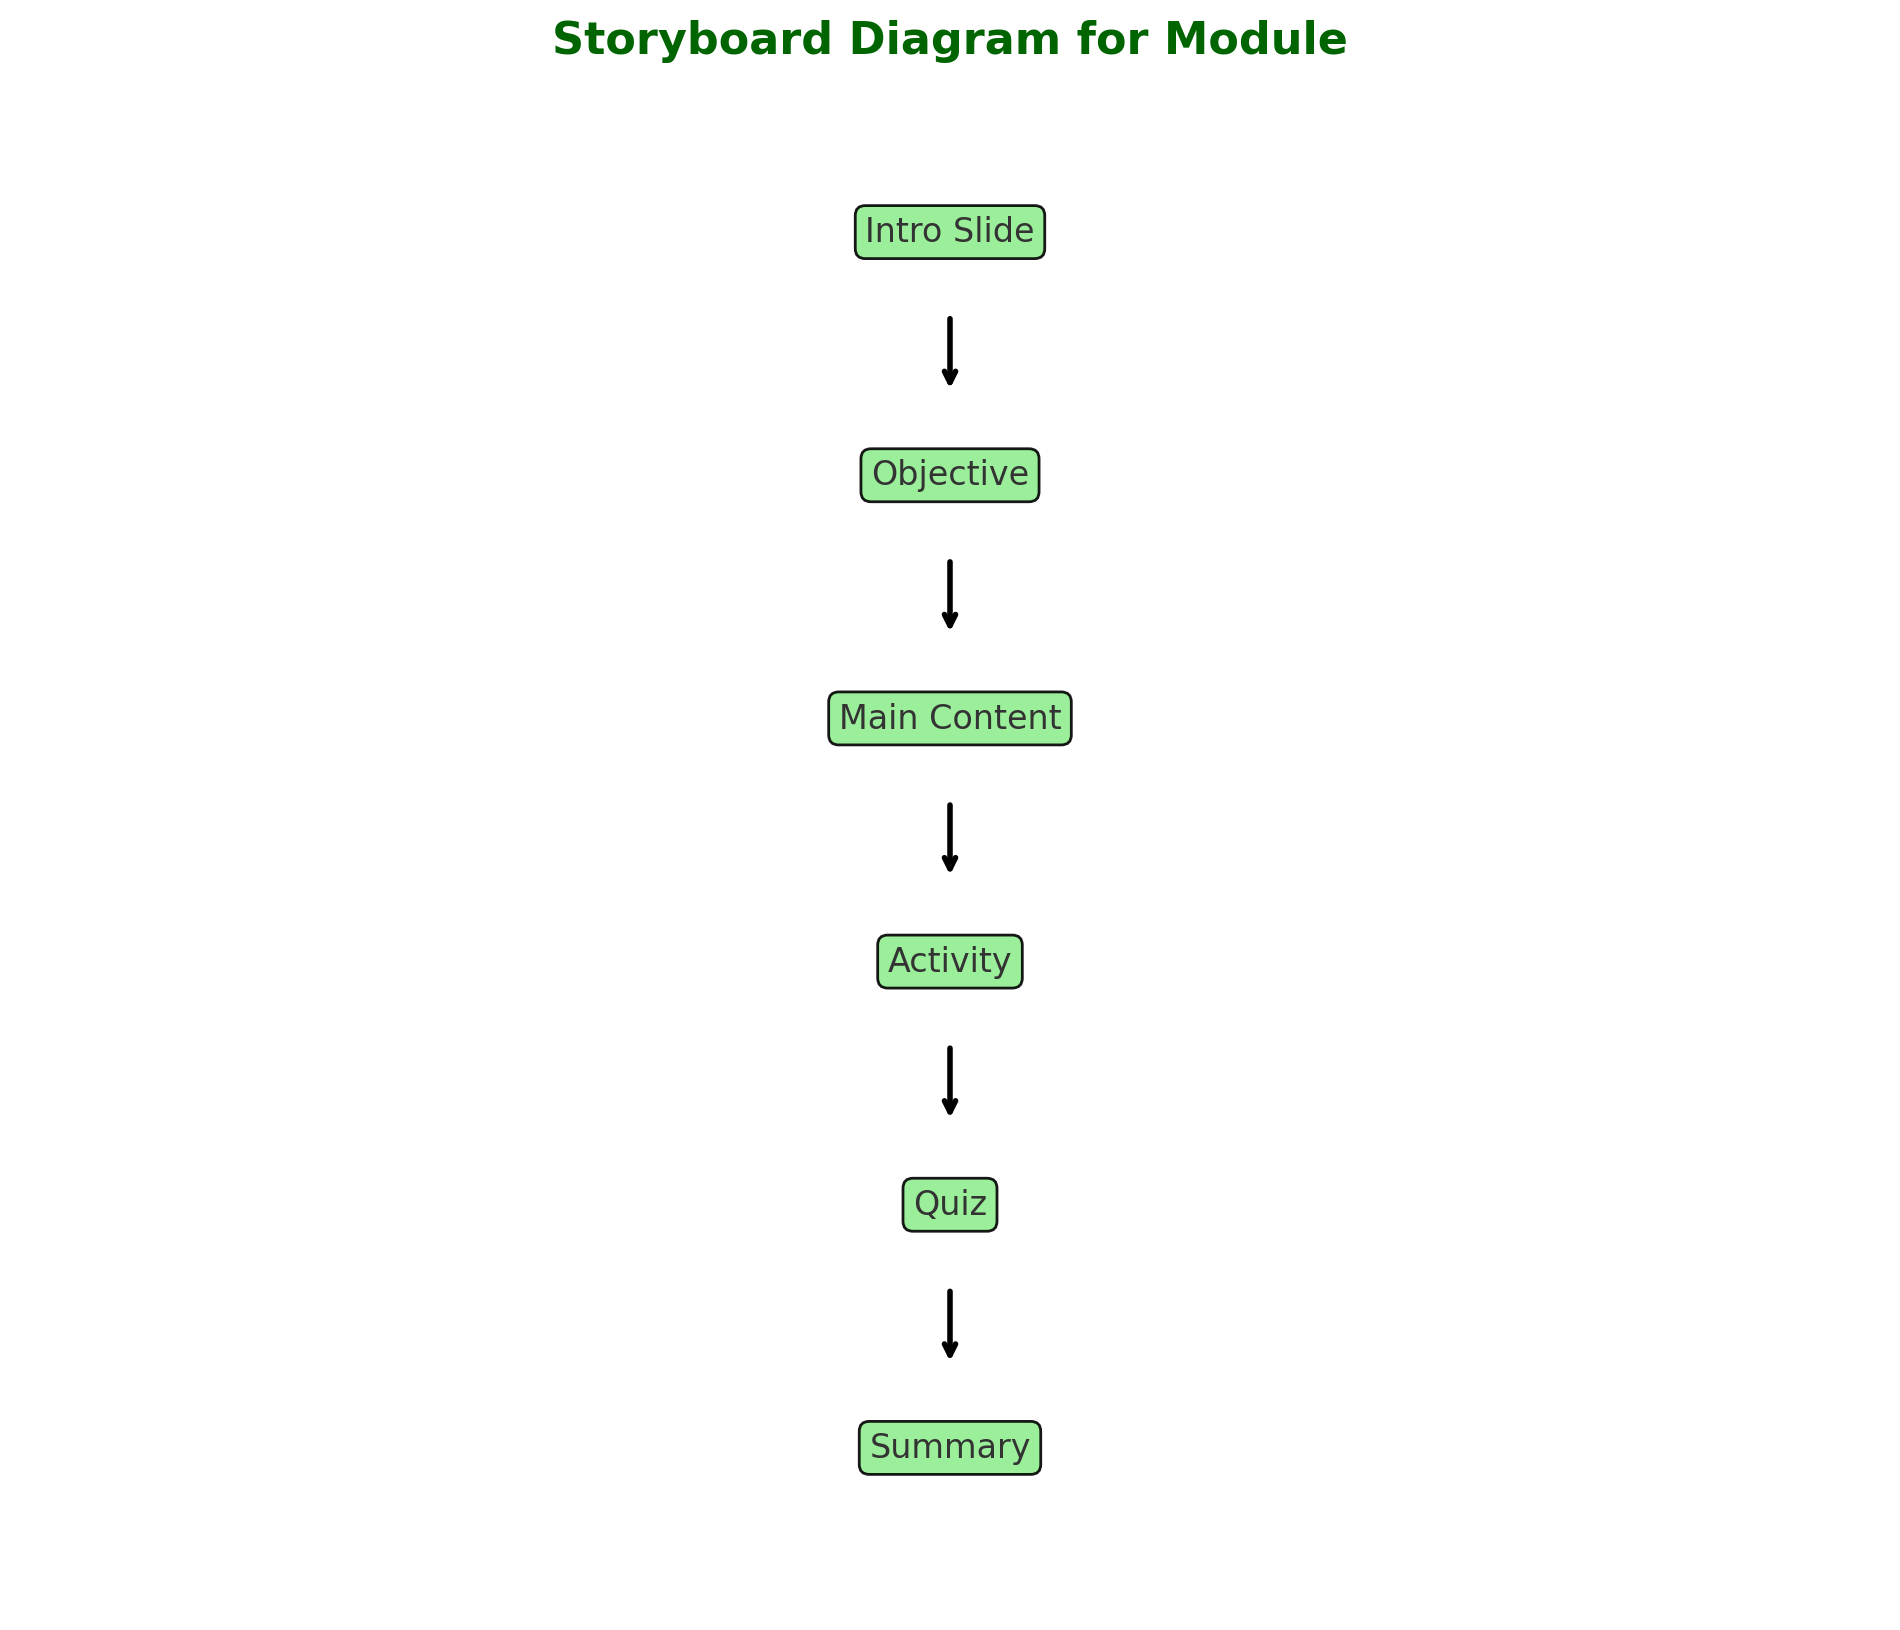 Storyboard Diagram for Module
Intro Slide
Objective
Main Content
Activity
Quiz
Summary